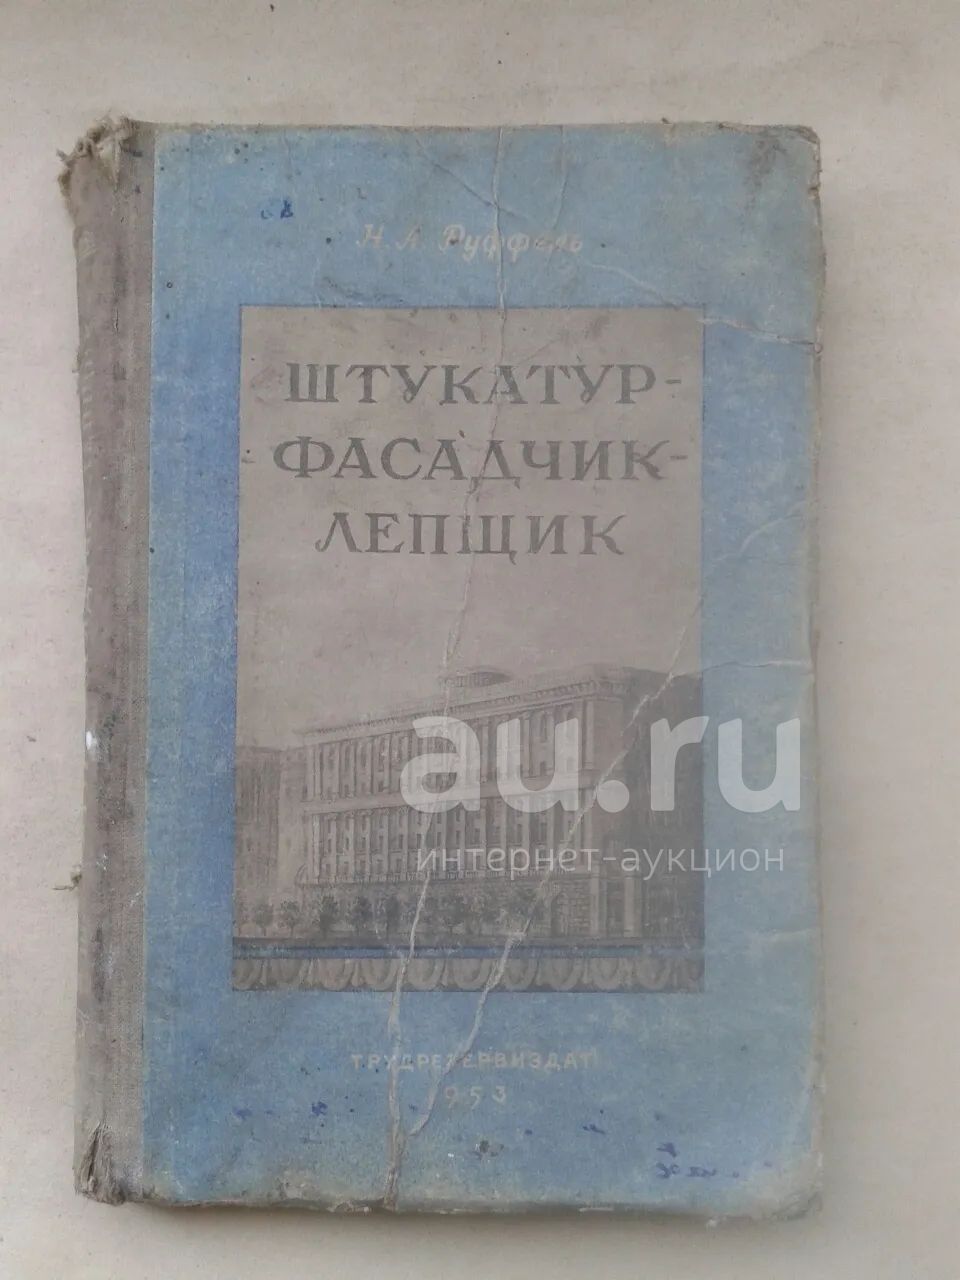 Н. А. Руффель
ШТУКАТУР-
ФАСАДЧИК-
ЛЕПЩИК
au.ru
интернет-аукцион
ТРУДРЕЗЕРВИЗДАТ
1953